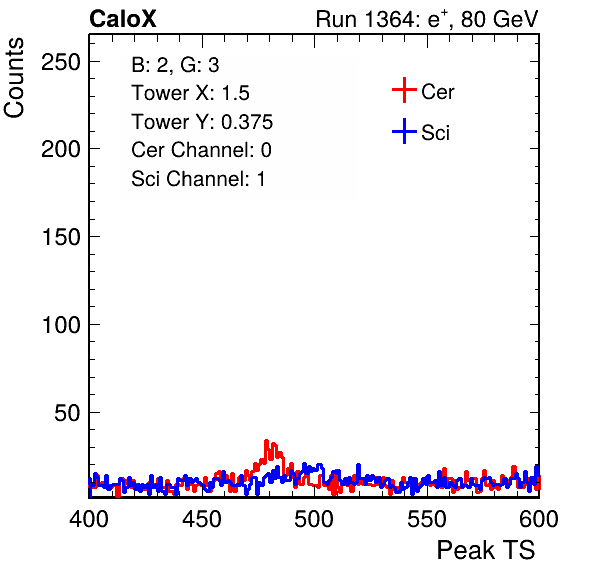 CaloX Run 1364: e⁺, 80 GeV
Counts
250
200
150
100
50
B: 2, G: 3
Tower X: 1.5
Tower Y: 0.375
Cer Channel: 0
Sci Channel: 1
Cer
Sci
400 450 500 550 600
Peak TS